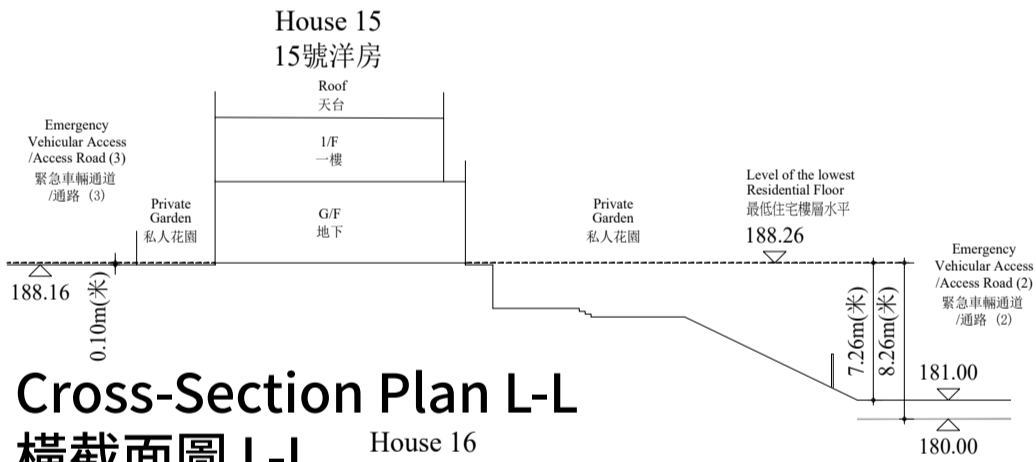 House 15
15號洋房
Roof
天台
Emergency
Vehicular Access
/Access Road (3)
緊急車輛通道
/通路 (3)
1/F
一樓
Private
Garden
私人花園
G/F
地下
Private
Garden
私人花園
Level of the lowest
Residential Floor
最低住宅樓層水平
188.26
Emergency
Vehicular Access
/Access Road (2)
緊急車輛通道
/通路 (2)
188.16
0.10m(米)
7.26m(米)
8.26m(米)
181.00
180.00
Cross-Section Plan L-L
橫截面圖 L-L
House 16